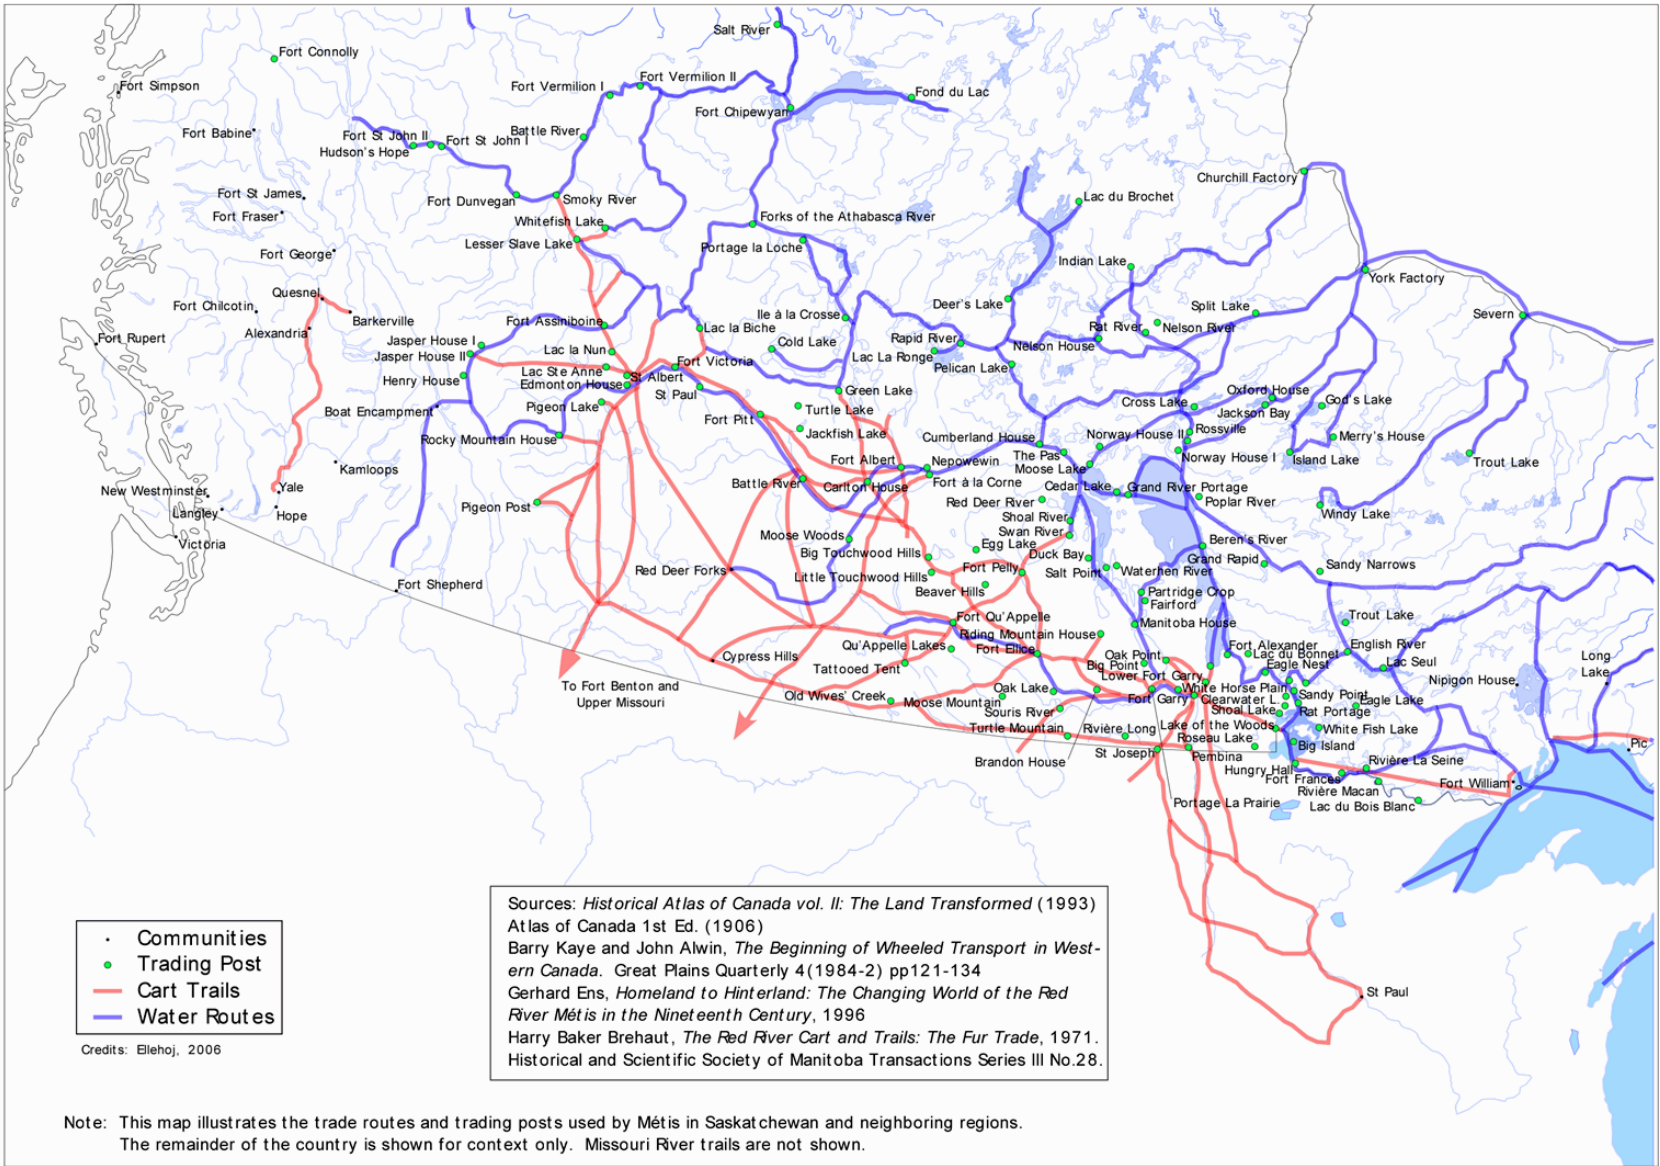 Salt River
Fort Connolly
Fort Simpson
Fort Vermilion I
Fort Vermilion II
Fond du Lac
Fort Chipewyan
Fort Babine
Fort St John II
Fort St John I
Hudson's Hope
Battle River
Churchill Factory
Fort St James
Fort Fraser
Fort Dunvegan
Smoky River
Lac du Brochet
Whitefish Lake
Lesser Slave Lake
Forks of the Athabasca River
Portage la Loche
Fort George
Indian Lake
York Factory
Quesnel
Fort Chilcotin
Barkerville
Alexandria
Fort Rupert
Fort Assiniboine
Lac la Biche
Ile à la Crosse
Deer's Lake
Split Lake
Severn
Rat River
Nelson River
Nelson House
Jasper House I
Jasper House II
Henry House
Lac la Nun
Cold Lake
Rapid River
Lac La Ronge
Pelican Lake
Fort Victoria
Lac Ste Anne
St Albert
Edmonton House
St Paul
Pigeon Lake
Green Lake
Boat Encampment
Turtle Lake
Jackfish Lake
Fort Pitt
Cross Lake
Oxford House
Jackson Bay
God's Lake
Rocky Mountain House
Cumberland House
Norway House II
Rossville
Merry's House
Norway House I
Island Lake
Trout Lake
Kamloops
The Pas
Moose Lake
Fort Albert
Nepowewin
Battle River
Carlton House
Fort à la Corne
Cedar Lake
Grand River Portage
Poplar River
New Westminster
Yale
Langley
Hope
Pigeon Post
Red Deer River
Shoal River
Swan River
Windy Lake
Victoria
Moose Woods
Egg Lake
Duck Bay
Beren's River
Big Touchwood Hills
Grand Rapid
Fort Pelly
Salt Point
Waterhen River
Sandy Narrows
Fort Shepherd
Red Deer Forks
Little Touchwood Hills
Beaver Hills
Partridge Crop
Fairford
Fort Qu'Appelle
Manitoba House
Trout Lake
Riding Mountain House
Qu'Appelle Lakes
Fort Ellice
Fort Alexander
English River
Cypress Hills
Tattooed Tent
Oak Point
Big Point
Lac du Bonnet
Eagle Nest
Lac Seul
Long
Lake
Lower Fort Garry
Nipigon House
To Fort Benton and
Upper Missouri
Old Wives' Creek
Moose Mountain
Oak Lake
Fort Garry
White Horse Plain
Clearwater L.
Sandy Point
Eagle Lake
Souris River
Shoal Lake
Rat Portage
Turtle Mountain
Rivière Long
Lake of the Woods
White Fish Lake
Roseau Lake
Big Island
Pic
Brandon House
St Joseph
Pembina
Hungry Hall
Rivière La Seine
Fort Frances
Fort William
Rivière Macan
Portage La Prairie
Lac du Bois Blanc
St Paul
Communities
Trading Post
Cart Trails
Water Routes
Credits: Ellehoj, 2006
Sources: Historical Atlas of Canada vol. II: The Land Transformed (1993)
Atlas of Canada 1st Ed. (1906)
Barry Kaye and John Alwin, The Beginning of Wheeled Transport in West-
ern Canada. Great Plains Quarterly 4(1984-2) pp121-134
Gerhard Ens, Homeland to Hinterland: The Changing World of the Red
River Métis in the Nineteenth Century, 1996
Harry Baker Brehaut, The Red River Cart and Trails: The Fur Trade, 1971.
Historical and Scientific Society of Manitoba Transactions Series III No.28.
Note: This map illustrates the trade routes and trading posts used by Métis in Saskatchewan and neighboring regions.
The remainder of the country is shown for context only. Missouri River trails are not shown.